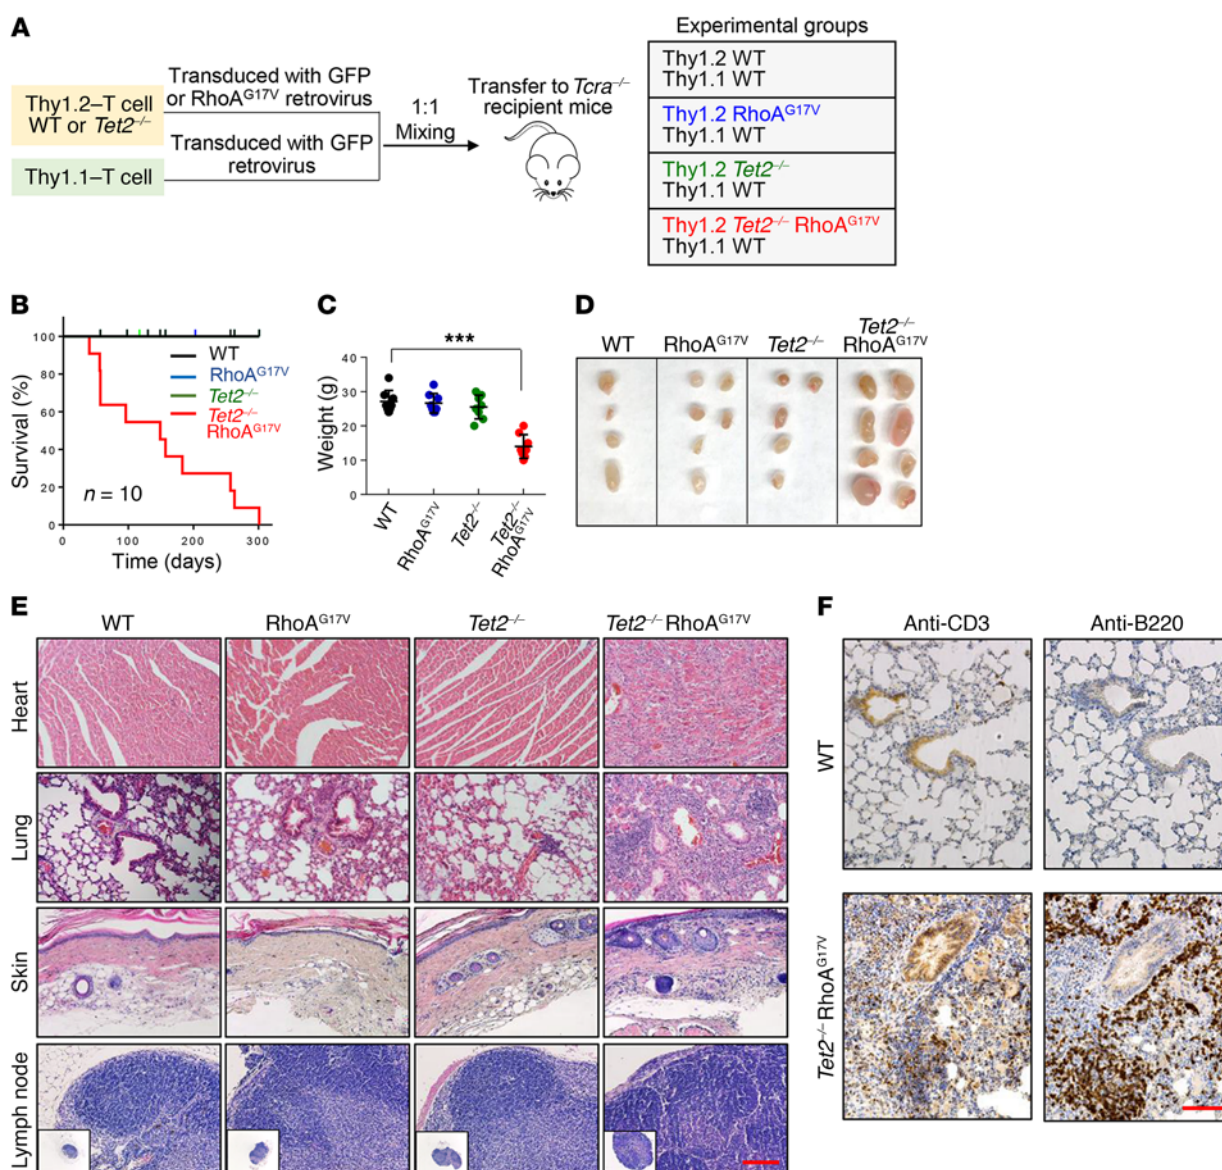 A
Thy1.2–T cell
WT or Tet2–/–
Thy1.1–T cell
Transduced with GFP
or RhoAG17V retrovirus
Transduced with GFP
retrovirus
1:1
Mixing
Transfer to Tcra–/–
recipient mice
Experimental groups
Thy1.2 WT
Thy1.1 WT
Thy1.2 RhoAG17V
Thy1.1 WT
Thy1.2 Tet2–/–
Thy1.1 WT
Thy1.2 Tet2–/– RhoAG17V
Thy1.1 WT
B
Survival (%)
100
80
60
40
20
0
0
100
200
300
Time (days)
WT
RhoAG17V
Tet2–/–
Tet2–/–
RhoAG17V
n = 10
C
Weight (g)
40
30
20
10
0
***
WT
RhoAG17V
Tet2–/–
Tet2–/–
RhoAG17V
D
WT
RhoAG17V
Tet2–/–
Tet2–/–
RhoAG17V
E
WT
RhoAG17V
Tet2–/–
Tet2–/– RhoAG17V
Heart
Lung
Skin
Lymph node
F
Anti-CD3
Anti-B220
WT
Tet2–/– RhoAG17V